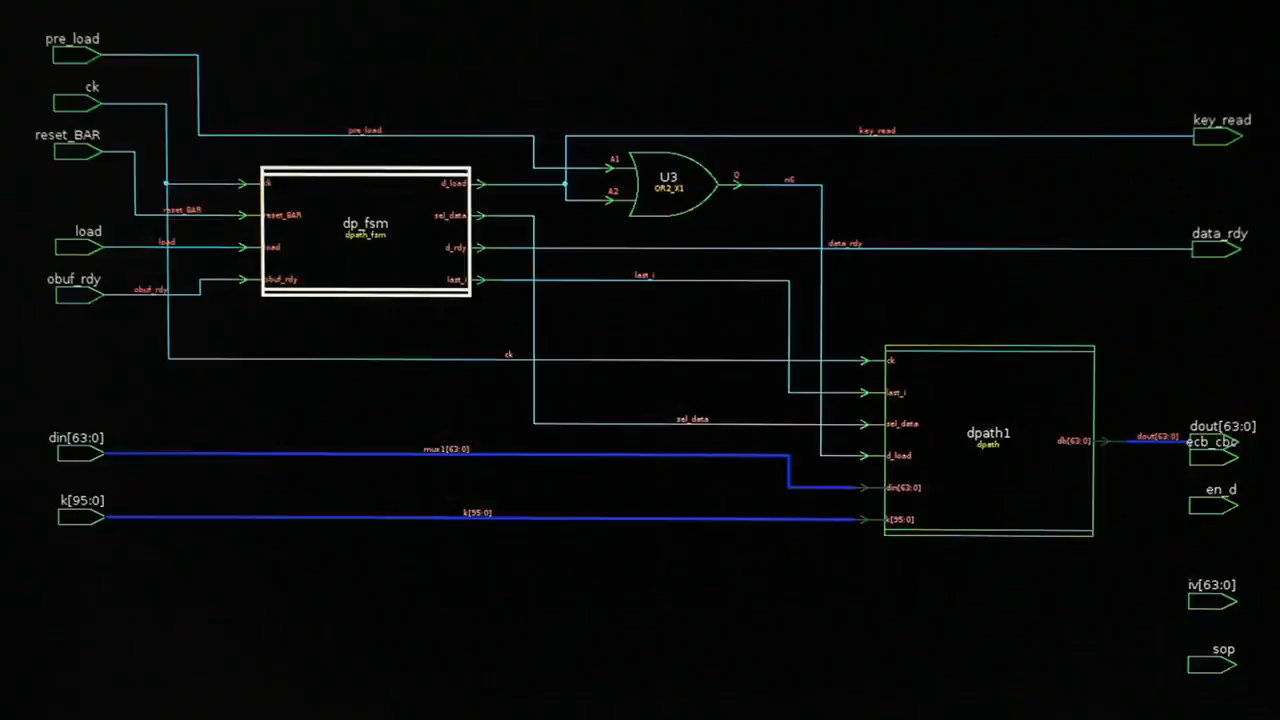 pre_load
ck
reset_BAR
load
obuf_rdy
din[63:0]
k[95:0]
pre_load
reset_BAR
load
obuf_rdy
ck
reset_BAR
load
obuf_rdy
dp_fsm
dpath_fsm
d_load
sel_data
d_rdy
last_i
A1
A2
U3
OR2_X1
n6
key_read
key_read
data_rdy
data_rdy
last_i
ck
sel_data
mux1[63:0]
k[95:0]
ck
last_i
sel_data
d_load
din[63:0]
k[95:0]
dpath1
dpath
db[63:0]
dout[63:0]
dout[63:0]
ecb_cbc
en_d
iv[63:0]
sop